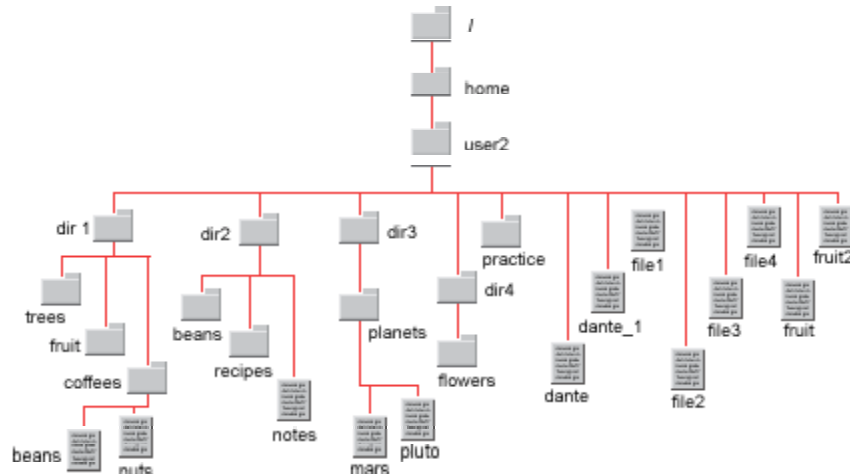 /
home
user2
dir 1
dir2
dir3
practice
dir4
file1
file4
fruit2
trees
fruit
coffees
beans
recipes
planets
flowers
dante_1
file3
fruit
dante
file2
notes
beans
nuts
mars
pluto